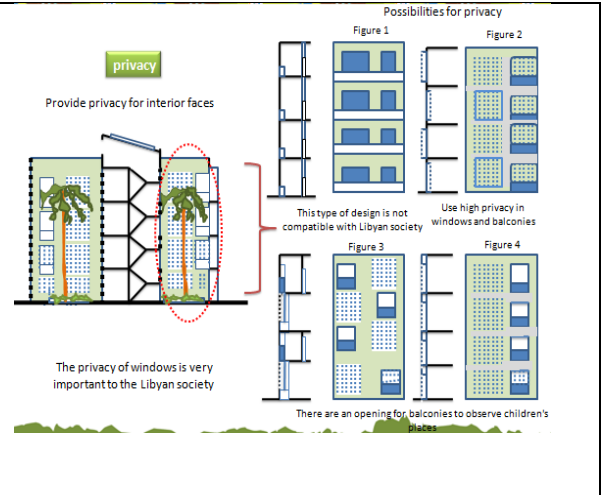 Possibilities for privacy
privacy
Provide privacy for interior faces
Figure 1
Figure 2
This type of design is not
compatible with Libyan society
Use high privacy in
windows and balconies
Figure 3
Figure 4
The privacy of windows is very
important to the Libyan society
There are an opening for balconies to observe children's
places